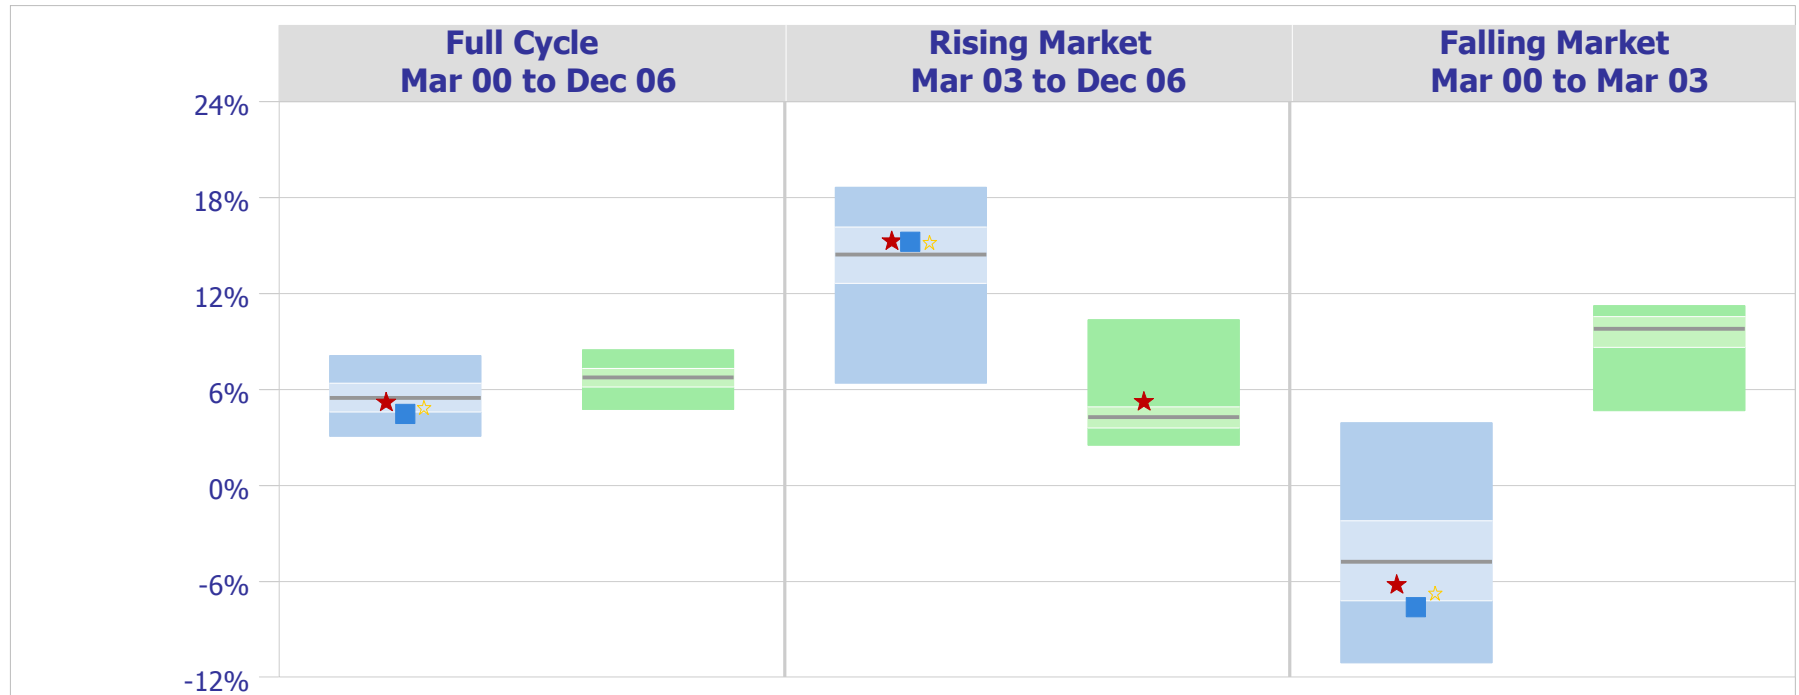 Full Cycle
Mar 00 to Dec 06
Rising Market
Mar 03 to Dec 06
Falling Market
Mar 00 to Mar 03
24%
18%
12%
6%
0%
-6%
-12%